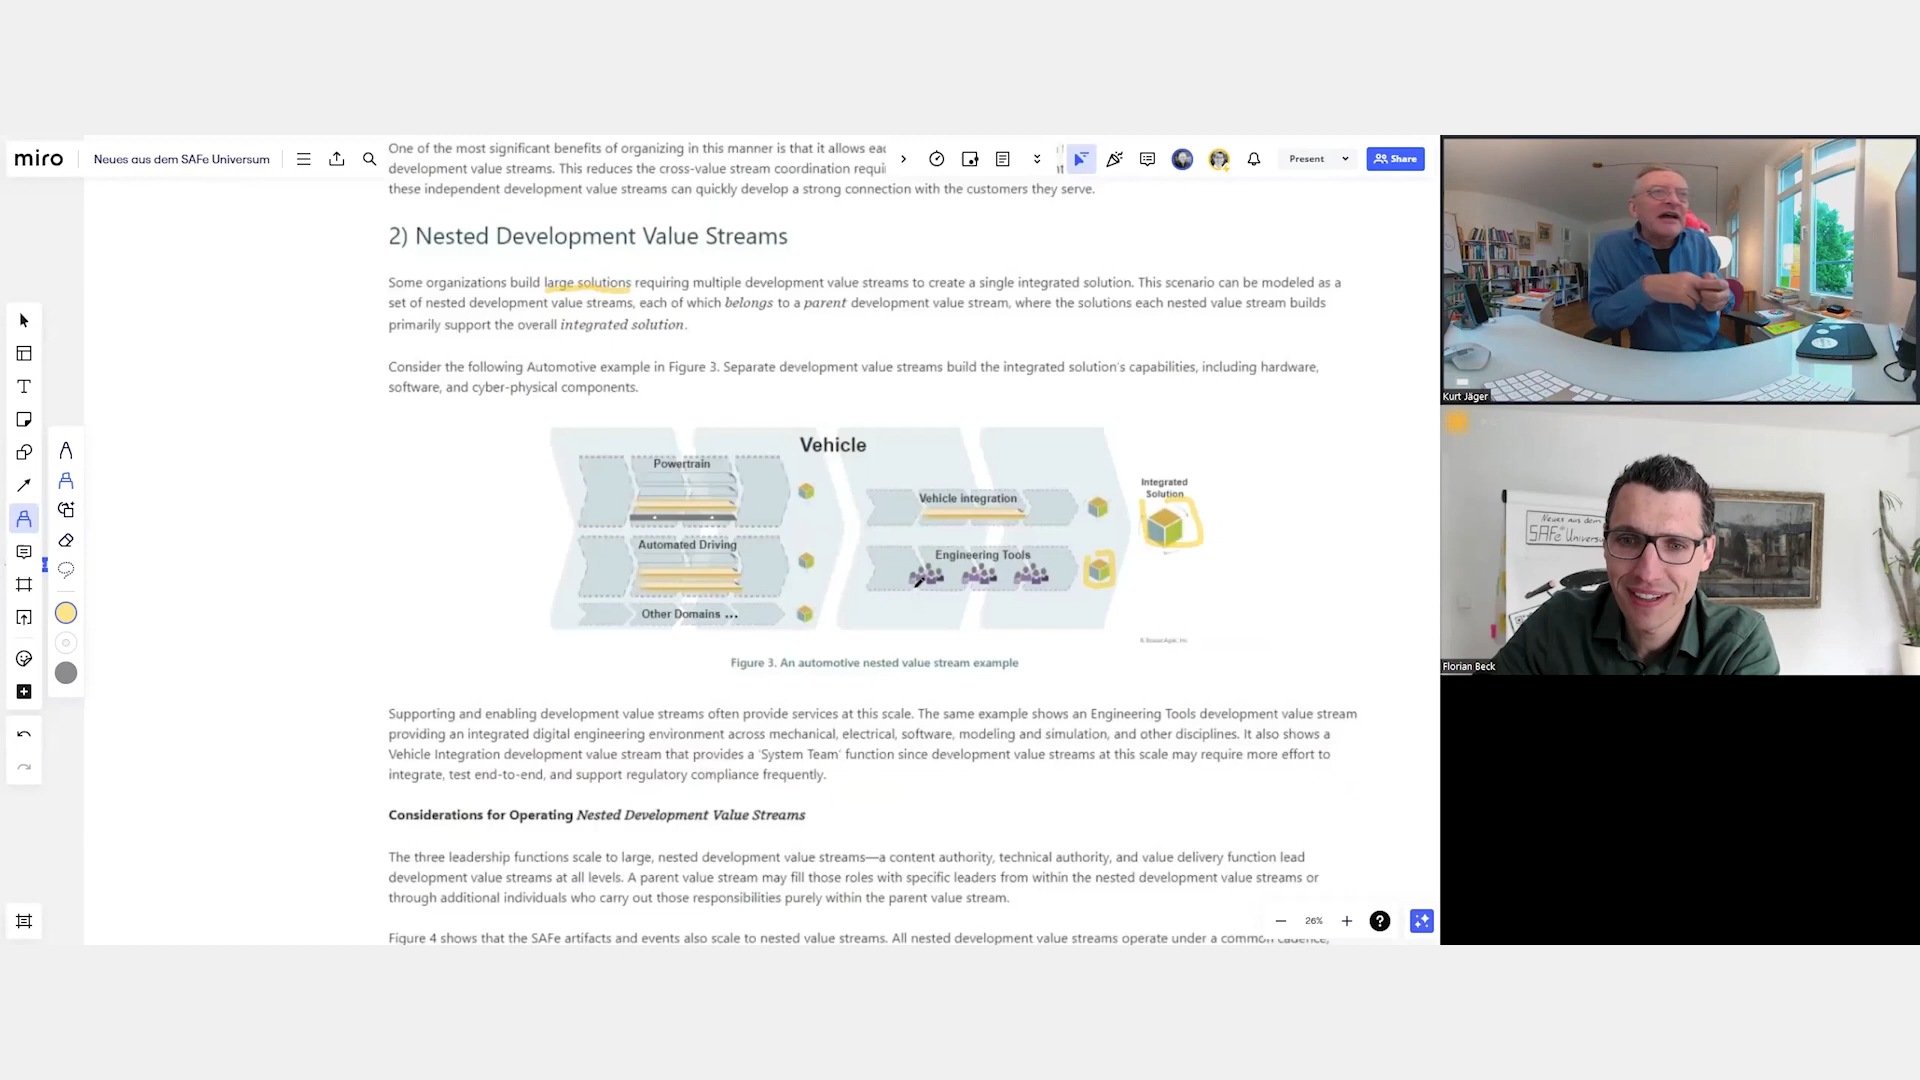 miro
Neues aus dem SAFe Universum
Present
Share
One of the most significant benefits of organizing in this manner is that it allows
development value streams. This reduces the cross-value stream coordination
these independent development value streams can quickly develop a strong connection with the customers they serve.
2) Nested Development Value Streams
Some organizations build large solutions requiring multiple development value streams to create a single integrated solution. This scenario can be modeled as a
set of nested development value streams, each of which belongs to a parent development value stream, where the solutions each nested value stream builds
primarily support the overall integrated solution.
Consider the following Automotive example in Figure 3. Separate development value streams build the integrated solution's capabilities, including hardware,
software, and cyber-physical components.
Vehicle
Powertrain
Automated Driving
Other Domains ...
Vehicle integration
Engineering Tools
Integrated
Solution
Figure 3. An automotive nested value stream example
Supporting and enabling development value streams often provide services at this scale. The same example shows an Engineering Tools development value stream
providing an integrated digital engineering environment across mechanical, electrical, software, modeling and simulation, and other disciplines. It also shows a
Vehicle Integration development value stream that provides a 'System Team' function since development value streams at this scale may require more effort to
integrate, test end-to-end, and support regulatory compliance frequently.
Considerations for Operating Nested Development Value Streams
The three leadership functions scale to large, nested development value streams—a content authority, technical authority, and value delivery function lead
development value streams at all levels. A parent value stream may fill those roles with specific leaders from within the nested development value streams or
through additional individuals who carry out those responsibilities purely within the parent value stream.
Figure 4 shows that the SAFe artifacts and events also scale to nested value streams. All nested development value streams operate under a common cadence,
26%
Kurt Jäger
Neues aus dem
SAFe
Florian Beck